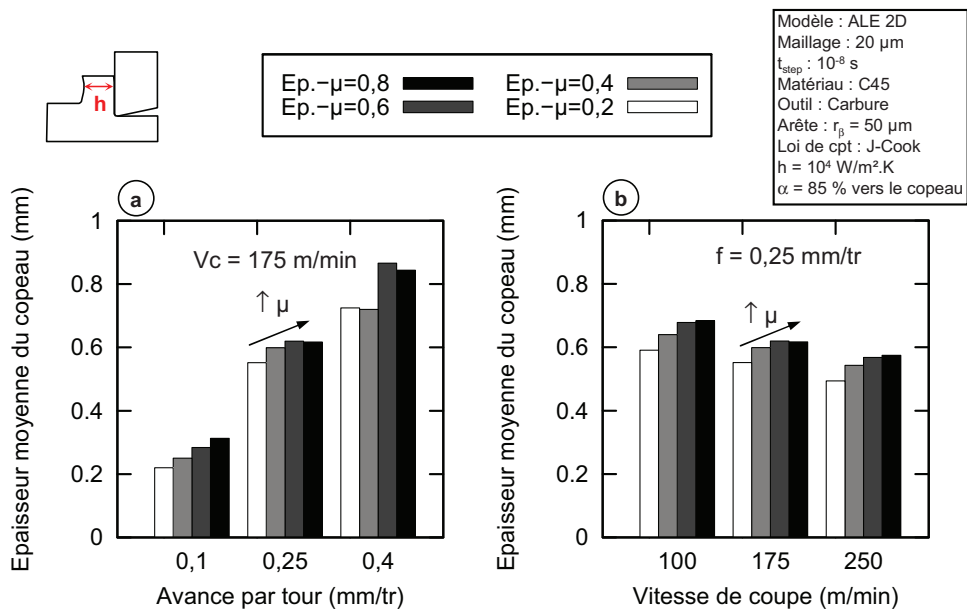 h
Ep.-µ=0,8
Ep.-µ=0,4
Ep.-µ=0,6
Ep.-µ=0,2
Modèle : ALE 2D
Maillage : 20 µm
tstep : 10⁻⁸ s
Matériau : C45
Outil : Carbure
Arête : rβ = 50 µm
Loi de cpt : J-Cook
h = 10⁴ W/m².K
α = 85 % vers le copeau
a
Epaisseur moyenne du copeau (mm)
1
0.8
0.6
0.4
0.2
0
Vc = 175 m/min
↑ µ
0,1
0,25
0,4
Avance par tour (mm/tr)
b
Epaisseur moyenne du copeau (mm)
1
0.8
0.6
0.4
0.2
0
f = 0,25 mm/tr
↑ µ
100
175
250
Vitesse de coupe (m/min)